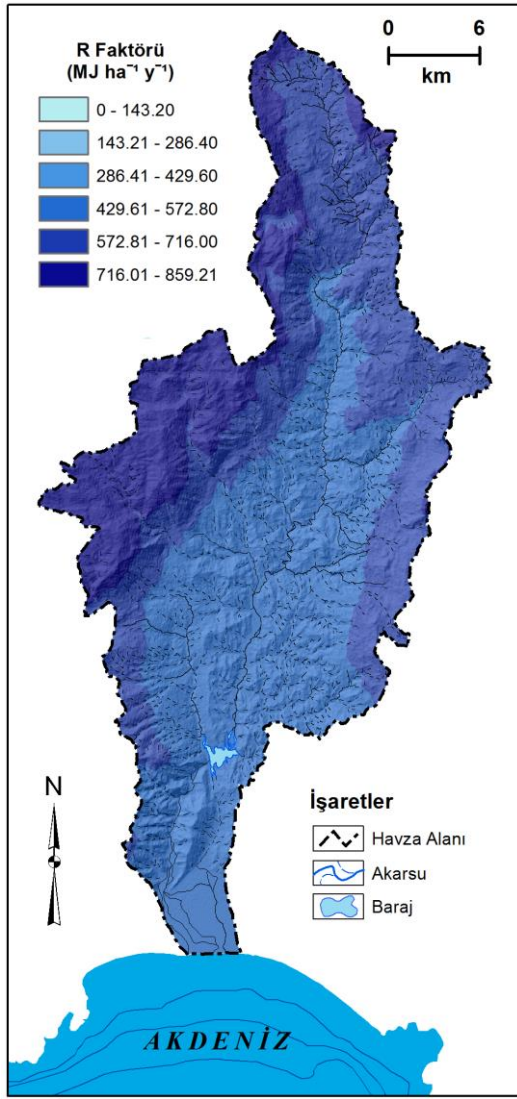 R Faktörü
(MJ ha⁻¹ y⁻¹)
0 - 143.20
143.21 - 286.40
286.41 - 429.60
429.61 - 572.80
572.81 - 716.00
716.01 - 859.21
0 6
km
N
İşaretler
Havza Alanı
Akarsu
Baraj
AKDENİZ